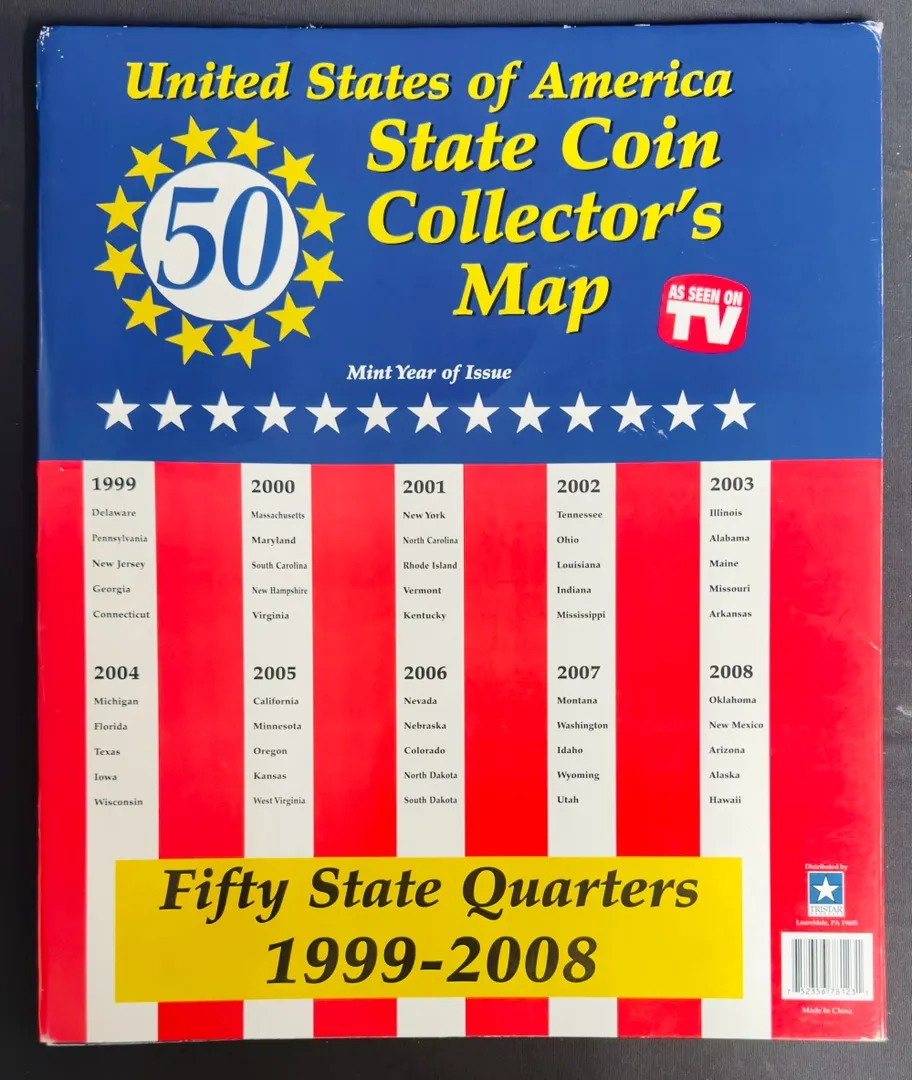 United States of America
State Coin
Collector's
Map
50
AS SEEN ON
TV
Mint Year of Issue
1999
Delaware
Pennsylvania
New Jersey
Georgia
Connecticut
2000
Massachusetts
Maryland
South Carolina
New Hampshire
Virginia
2001
New York
North Carolina
Rhode Island
Vermont
Kentucky
2002
Tennessee
Ohio
Louisiana
Indiana
Mississippi
2003
Illinois
Alabama
Maine
Missouri
Arkansas
2004
Michigan
Florida
Texas
Iowa
Wisconsin
2005
California
Minnesota
Oregon
Kansas
West Virginia
2006
Nevada
Nebraska
Colorado
North Dakota
South Dakota
2007
Montana
Washington
Idaho
Wyoming
Utah
2008
Oklahoma
New Mexico
Arizona
Alaska
Hawaii
Fifty State Quarters
1999-2008
Distributed by
TRISTAR
Laureldale, PA 19605
Made In China